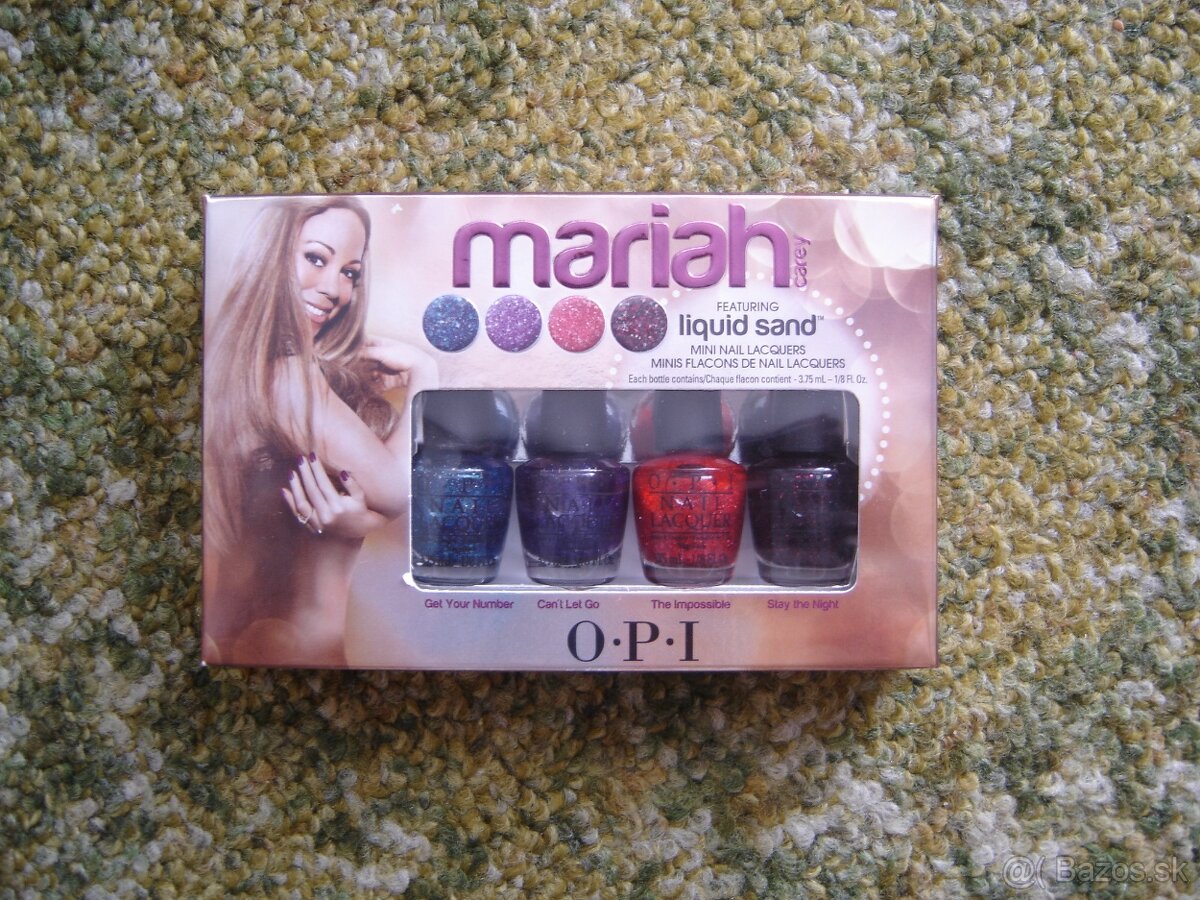 mariah
carey
FEATURING
liquid sand™
MINI NAIL LACQUERS
MINIS FLACONS DE NAIL LACQUERS
Each bottle contains/Chaque flacon contient - 3.75 mL – 1/8 Fl. Oz.
O·P·I
NAIL
LACQUER
Get Your Number
Can't Let Go
The Impossible
Stay the Night
O·P·I
@( Bazos.sk